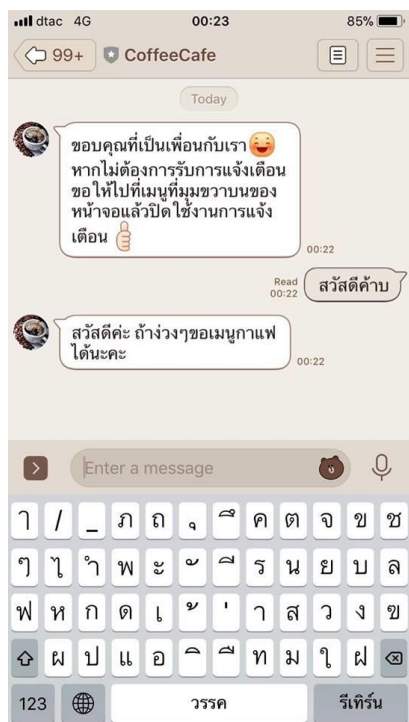 dtac 4G 00:23 85%
99+ CoffeeCafe
Today
ขอบคุณที่เป็นเพื่อนกับเรา
หากไม่ต้องการรับการแจ้งเตือน
ขอให้ไปที่เมนูที่มุมขวาบนของ
หน้าจอแล้วปิดใช้งานการแจ้ง
เตือน
00:22
Read
00:22
สวัสดีค้าบ
สวัสดีค่ะ ถ้าง่วงๆขอเมนูกาแฟ
ได้นะคะ
00:22
Enter a message
ๅ / _ ภ ถ ุ ึ ค ต จ ข ช
ๆ ไ ำ พ ะ ั ี ร น ย บ ล
ฟ ห ก ด เ ้ ่ า ส ว ง ฃ
ผ ป แ อ ิ ื ท ม ใ ฝ
123 วรรค รีเทิร์น